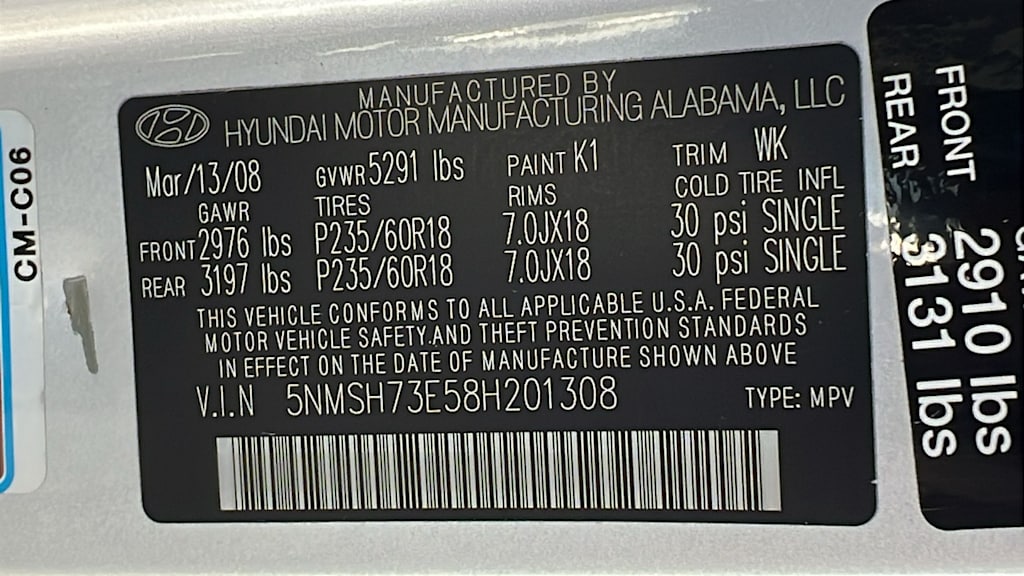 CM-C06
MANUFACTURED BY
HYUNDAI MOTOR MANUFACTURING ALABAMA, LLC
Mar/13/08 GVWR 5291 lbs PAINT K1 TRIM WK
GAWR TIRES RIMS COLD TIRE INFL
FRONT 2976 lbs P235/60R18 7.0JX18 30 psi SINGLE
REAR 3197 lbs P235/60R18 7.0JX18 30 psi SINGLE
THIS VEHICLE CONFORMS TO ALL APPLICABLE U.S.A. FEDERAL
MOTOR VEHICLE SAFETY.AND THEFT PREVENTION STANDARDS
IN EFFECT ON THE DATE OF MANUFACTURE SHOWN ABOVE
V.I.N 5NMSH73E58H201308 TYPE: MPV
FRONT 2910 lbs
REAR 3131 lbs